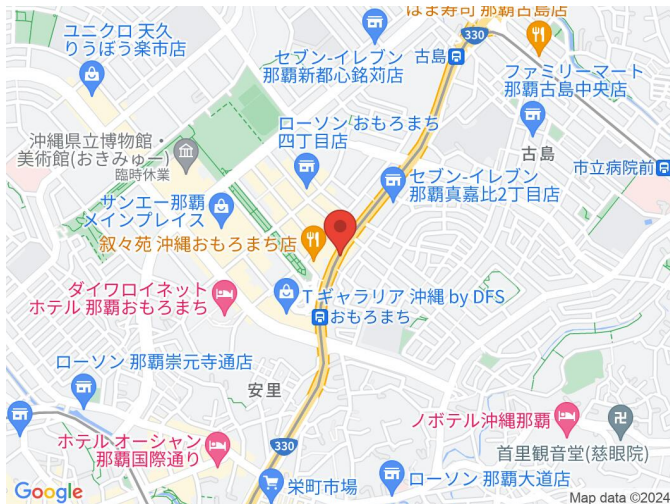 はま寿司 那覇古島店
ユニクロ 天久
りうぼう楽市店
セブン-イレブン
那覇新都心銘苅店
古島
330
ファミリーマート
那覇古島中央店
ローソン おもろまち
四丁目店
沖縄県立博物館・
美術館(おきみゅー)
臨時休業
古島
市立病院前
セブン-イレブン
那覇真嘉比2丁目店
サンエー那覇
メインプレイス
叙々苑 沖縄おもろまち店
ダイワロイネット
ホテル 那覇おもろまち
T ギャラリア 沖縄 by DFS
おもろまち
ローソン 那覇崇元寺通店
安里
ノボテル沖縄那覇
首里観音堂(慈眼院)
ホテル オーシャン
那覇国際通り
330
栄町市場
ローソン 那覇大道店
Google
Map data ©2024